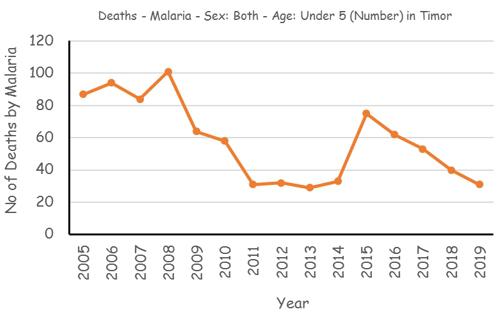 Deaths - Malaria - Sex: Both - Age: Under 5 (Number) in Timor
No of Deaths by Malaria
120
100
80
60
40
20
0
2005 2006 2007 2008 2009 2010 2011 2012 2013 2014 2015 2016 2017 2018 2019
Year